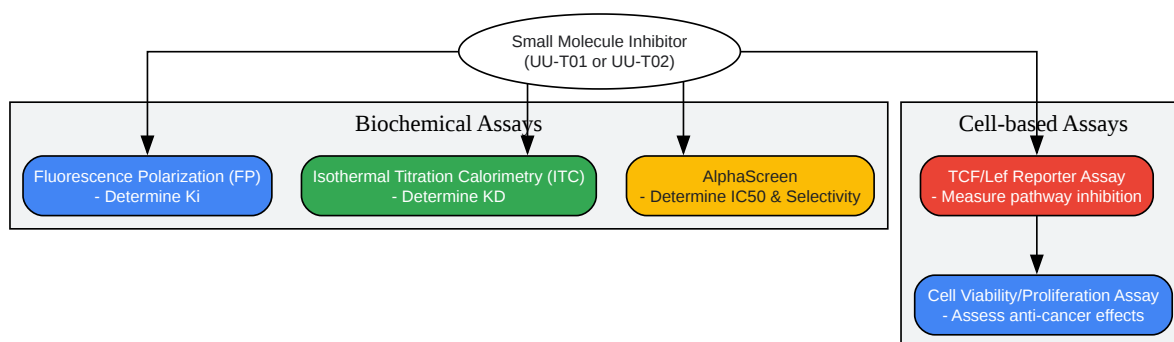 Small Molecule Inhibitor
(UU-T01 or UU-T02)
Biochemical Assays
Fluorescence Polarization (FP)
- Determine Ki
Isothermal Titration Calorimetry (ITC)
- Determine KD
AlphaScreen
- Determine IC50 & Selectivity
Cell-based Assays
TCF/Lef Reporter Assay
- Measure pathway inhibition
Cell Viability/Proliferation Assay
- Assess anti-cancer effects